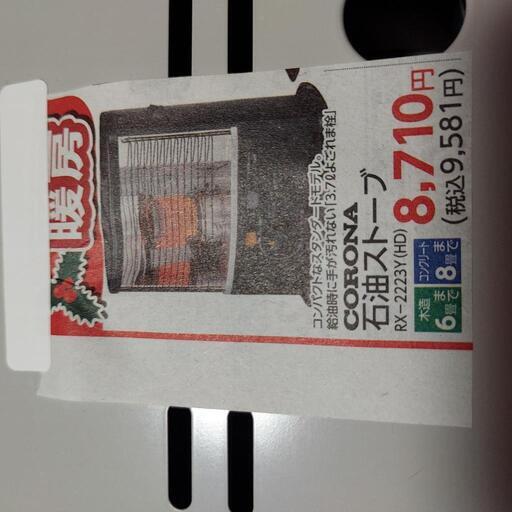 暖房
コンパクトなスタンダードモデル。
給油時に手が汚れない「3.7ℓよごれま栓」
CORONA
石油ストーブ
RX-2223Y(HD)
8,710円
(税込9,581円)
木造
6畳まで
コンクリート
8畳まで